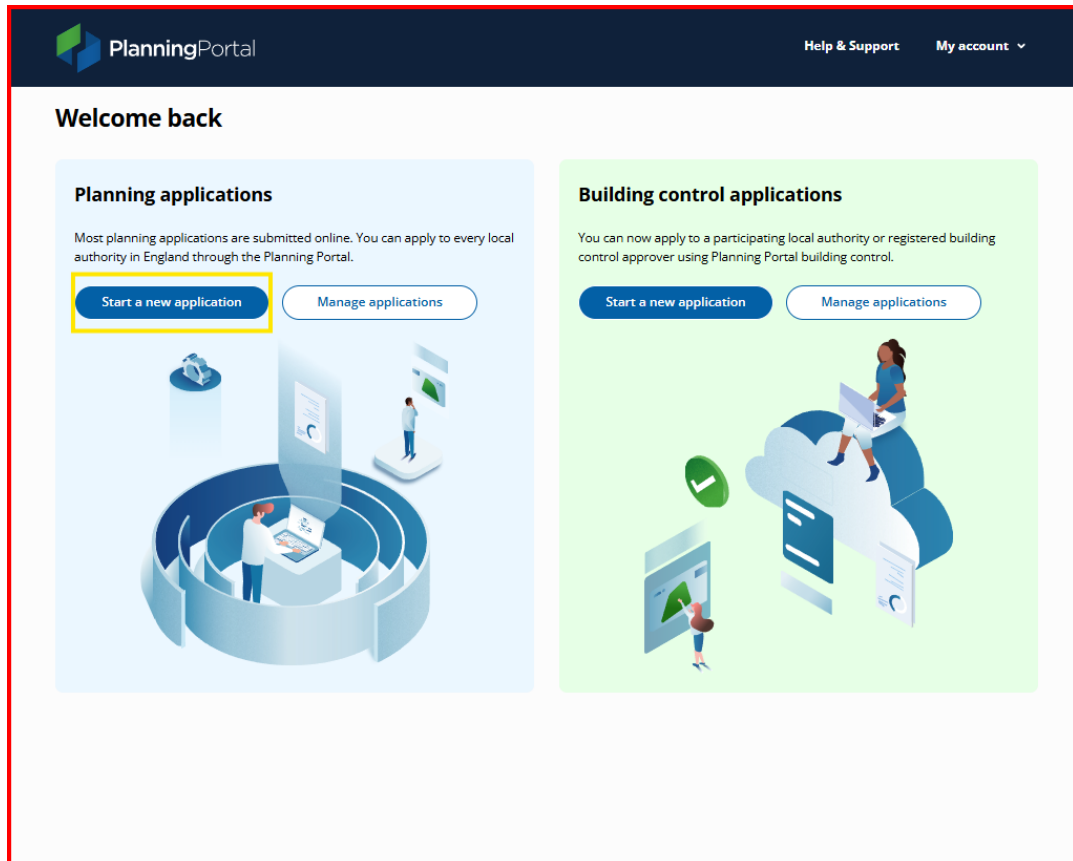 PlanningPortal
Help & Support
My account
Welcome back
Planning applications
Most planning applications are submitted online. You can apply to every local
authority in England through the Planning Portal.
Start a new application
Manage applications
Building control applications
You can now apply to a participating local authority or registered building
control approver using Planning Portal building control.
Start a new application
Manage applications